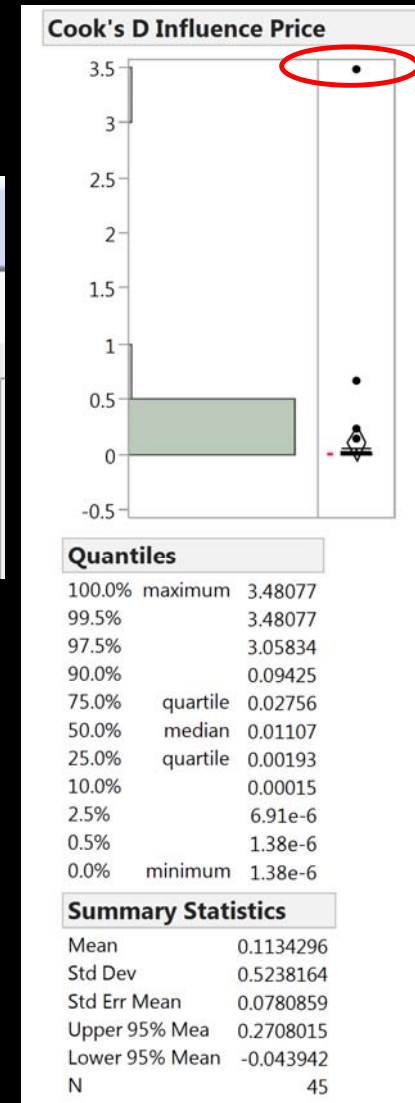 Cook's D Influence Price
3.5
3
2.5
2
1.5
1
0.5
0
-0.5
Quantiles
100.0% maximum 3.48077
99.5% 3.48077
97.5% 3.05834
90.0% 0.09425
75.0% quartile 0.02756
50.0% median 0.01107
25.0% quartile 0.00193
10.0% 0.00015
2.5% 6.91e-6
0.5% 1.38e-6
0.0% minimum 1.38e-6
Summary Statistics
Mean 0.1134296
Std Dev 0.5238164
Std Err Mean 0.0780859
Upper 95% Mea 0.2708015
Lower 95% Mean -0.043942
N 45